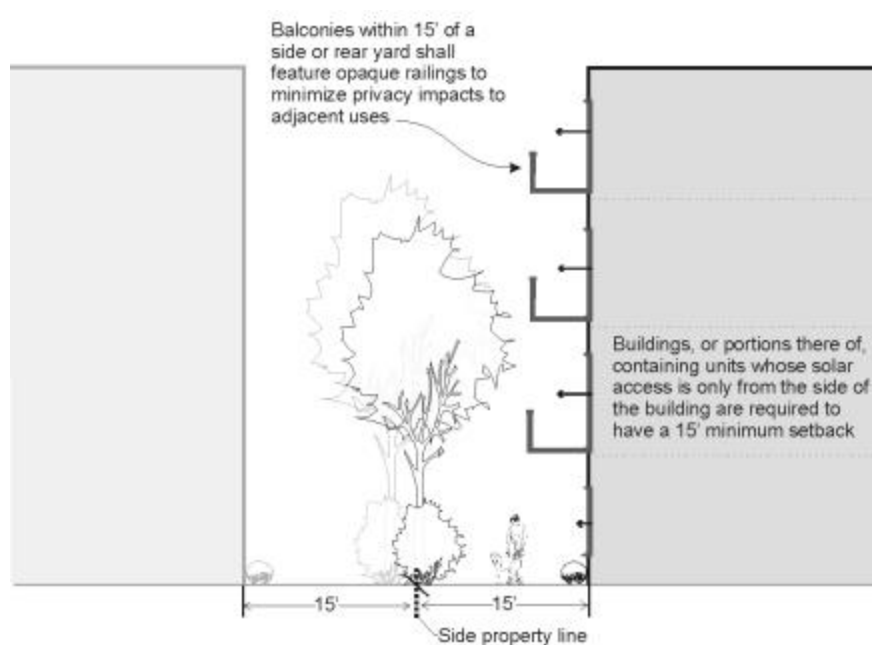 Balconies within 15' of a
side or rear yard shall
feature opaque railings to
minimize privacy impacts to
adjacent uses
Buildings, or portions there of,
containing units whose solar
access is only from the side of
the building are required to
have a 15' minimum setback
15'
15'
Side property line